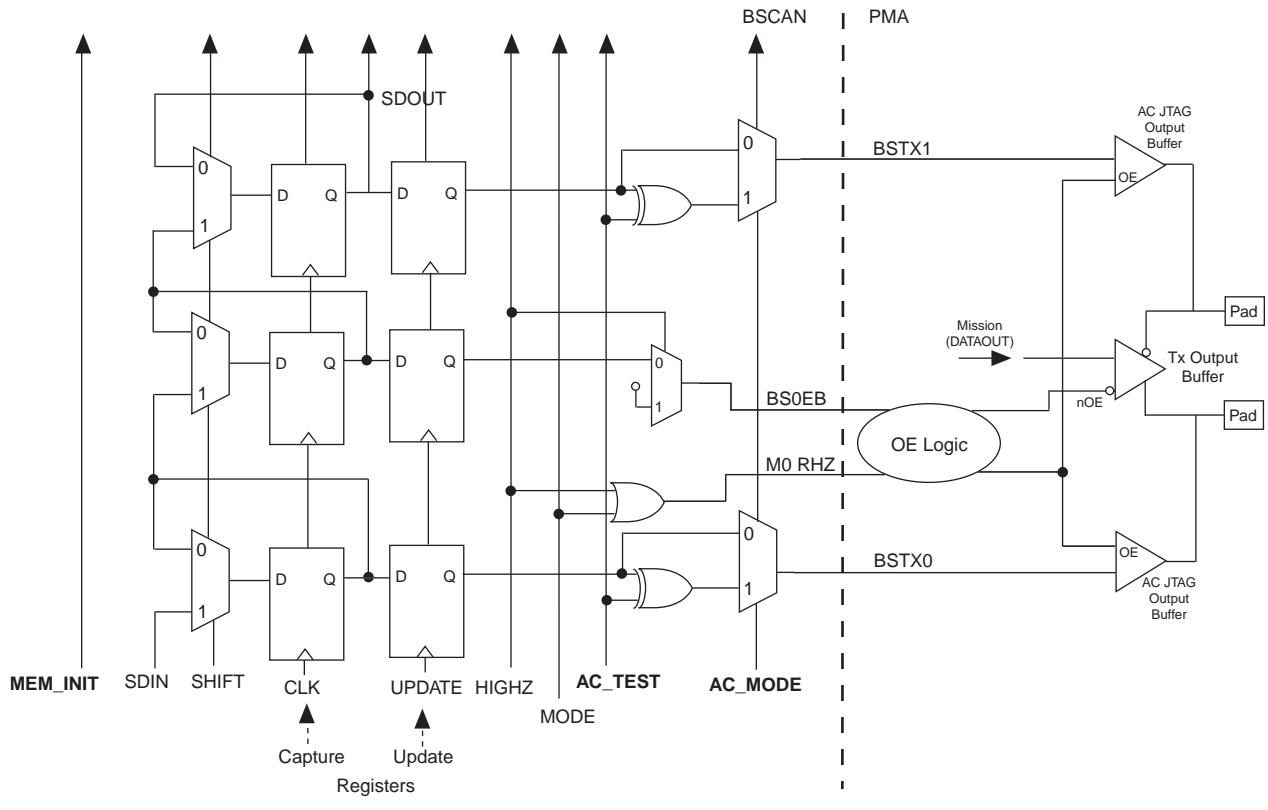 BSCAN
PMA
SDOUT
AC JTAG
Output
Buffer
0
1
D
Q
D
Q
0
1
BSTX1
OE
Pad
0
1
D
Q
D
Q
0
1
Mission
(DATAOUT)
Tx Output
Buffer
nOE
BS0EB
Pad
OE Logic
M0 RHZ
0
1
D
Q
D
Q
0
1
BSTX0
OE
AC JTAG
Output
Buffer
MEM_INIT
SDIN
SHIFT
CLK
UPDATE
HIGHZ
MODE
AC_TEST
AC_MODE
Capture
Update
Registers